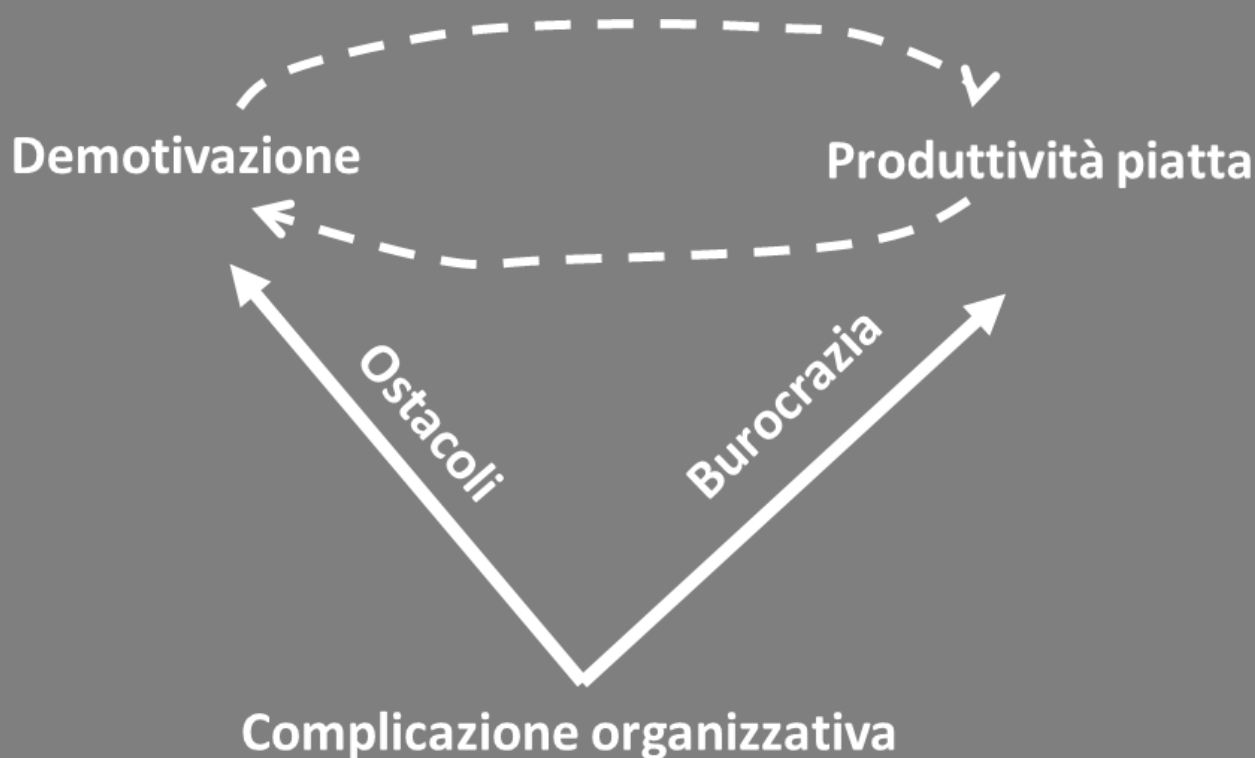 Demotivazione
Produttività piatta
Ostacoli
Burocrazia
Complicazione organizzativa